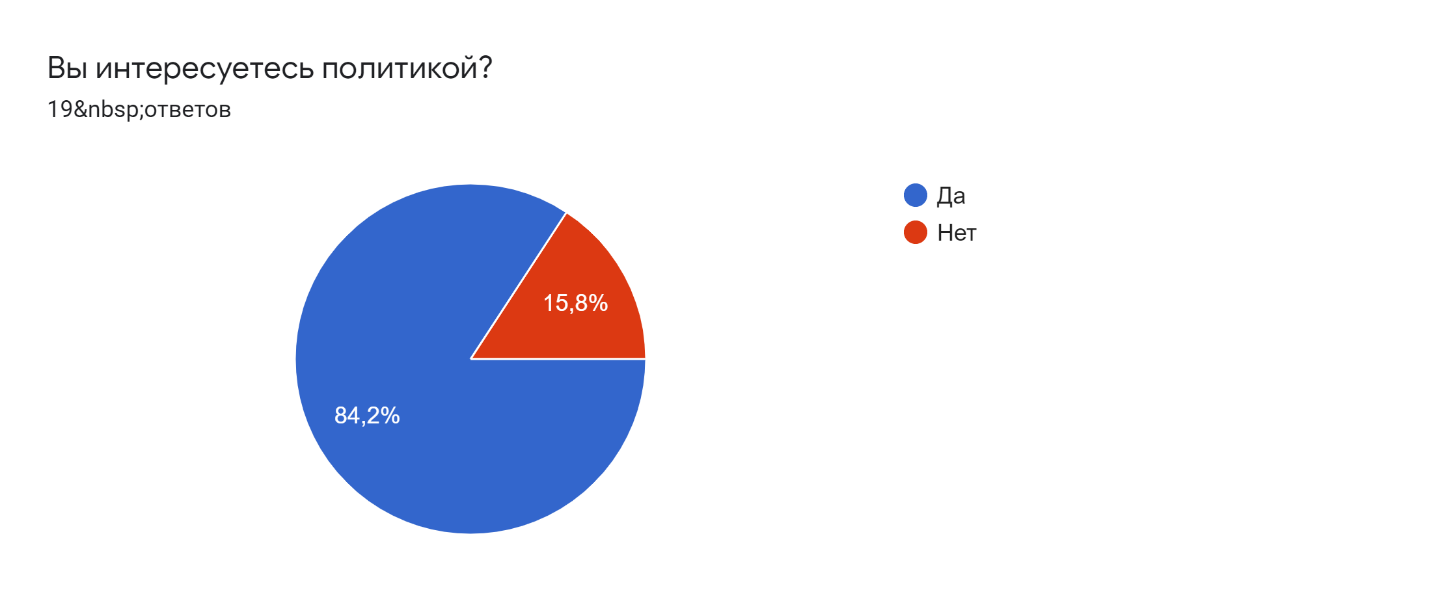 Вы интересуетесь политикой?
19&nbsp;ответов
Да
Нет
15,8%
84,2%